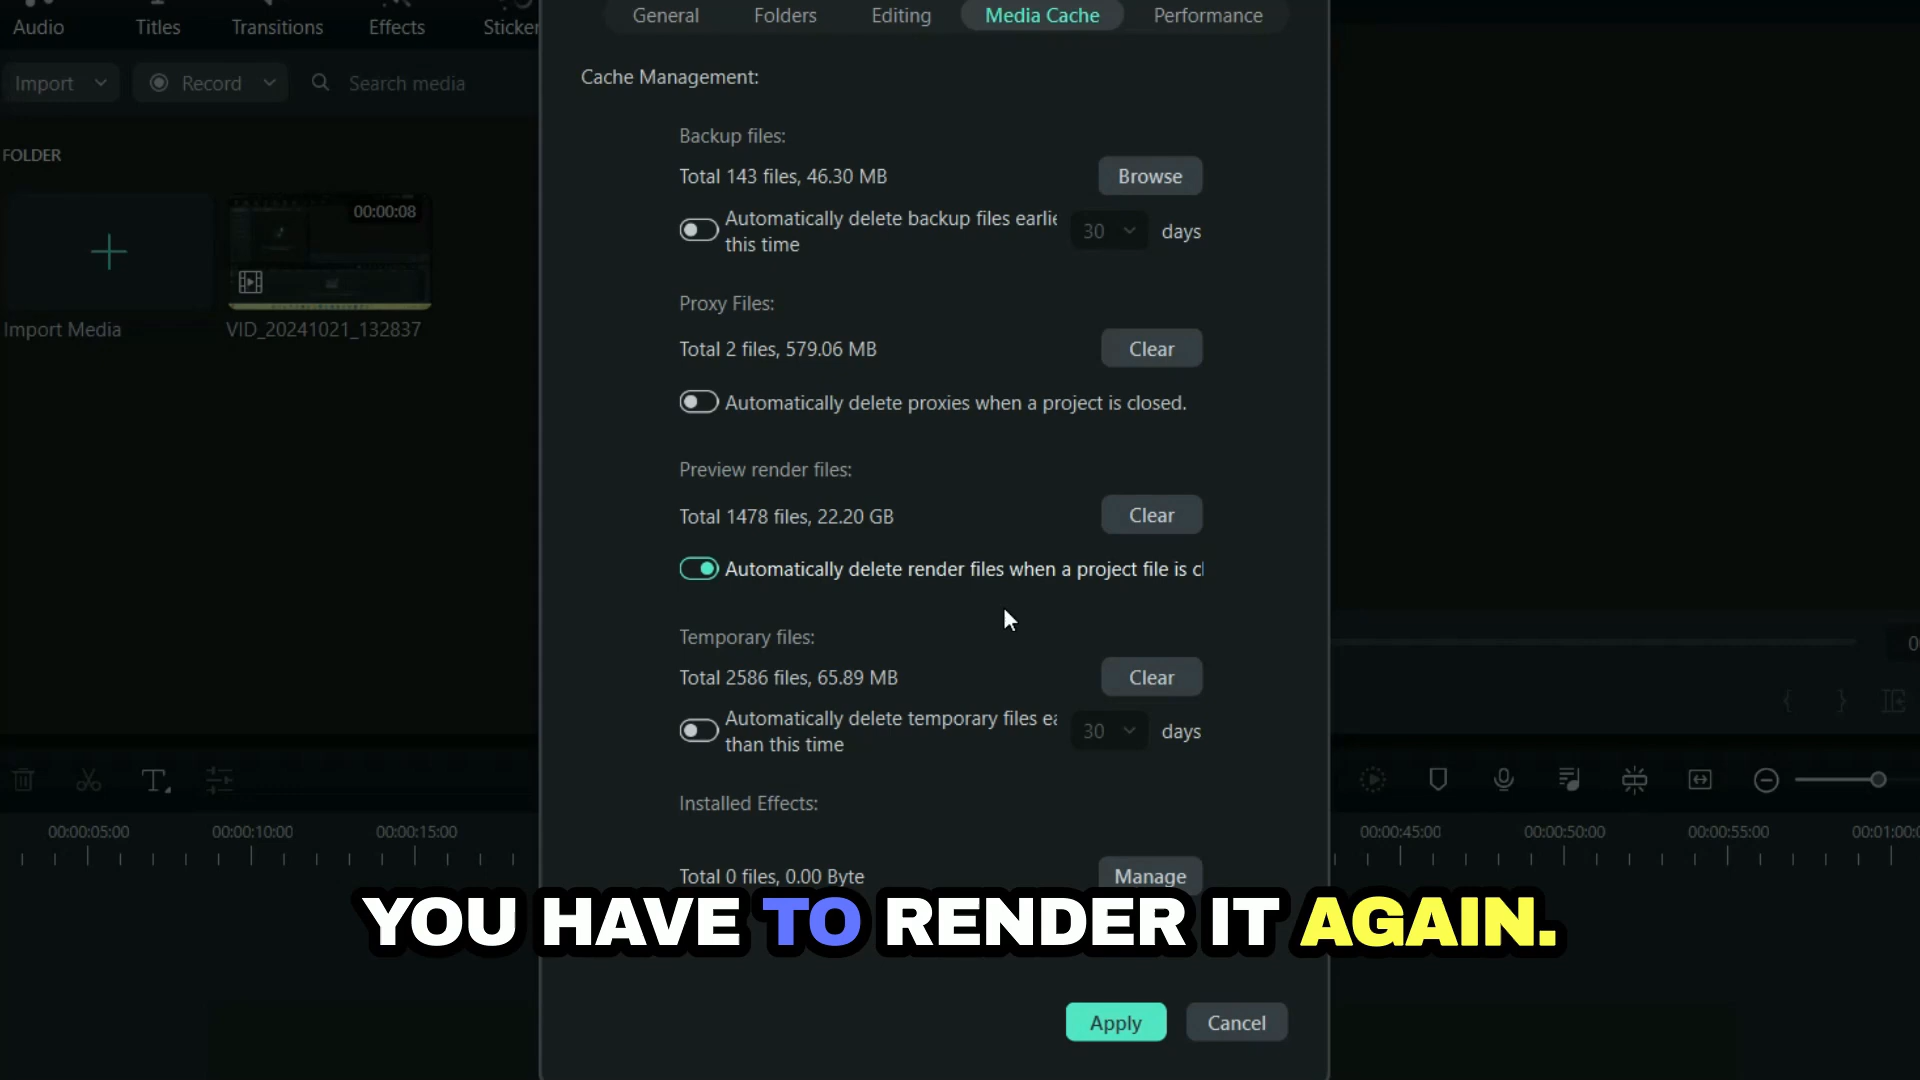 Audio Titles Transitions Effects Sticker
General Folders Editing Media Cache Performance
Import Record Search media
Cache Management:
FOLDER
00:00:08
Import Media VID_20241021_132837
Backup files:
Total 143 files, 46.30 MB Browse
Automatically delete backup files earlie
this time
30 days
Proxy Files:
Total 2 files, 579.06 MB Clear
Automatically delete proxies when a project is closed.
Preview render files:
Total 1478 files, 22.20 GB Clear
Automatically delete render files when a project file is cl
Temporary files:
Total 2586 files, 65.89 MB Clear
Automatically delete temporary files ea
than this time
30 days
Installed Effects:
Total 0 files, 0.00 Byte Manage
00:00:05:00 00:00:10:00 00:00:15:00 00:00:45:00 00:00:50:00 00:00:55:00 00:01:00:0
YOU HAVE TO RENDER IT AGAIN.
Apply Cancel